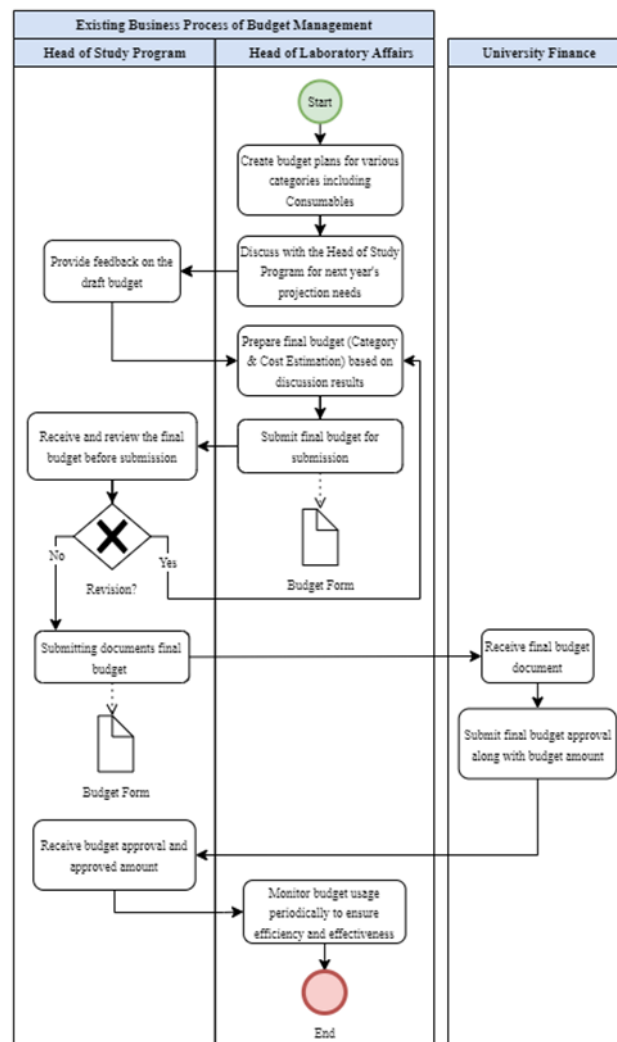 Existing Business Process of Budget Management
Head of Study Program
Head of Laboratory Affairs
University Finance
Start
Create budget plans for various
categories including
Consumables
Discuss with the Head of Study
Program for next year's
projection needs
Provide feedback on the
draft budget
Prepare final budget (Category
& Cost Estimation) based on
discussion results
Submit final budget for
submission
Receive and review the final
budget before submission
Budget Form
No
Yes
Revision?
Submitting documents final
budget
Receive final budget
document
Submit final budget approval
along with budget amount
Budget Form
Receive budget approval and
approved amount
Monitor budget usage
periodically to ensure
efficiency and effectiveness
End